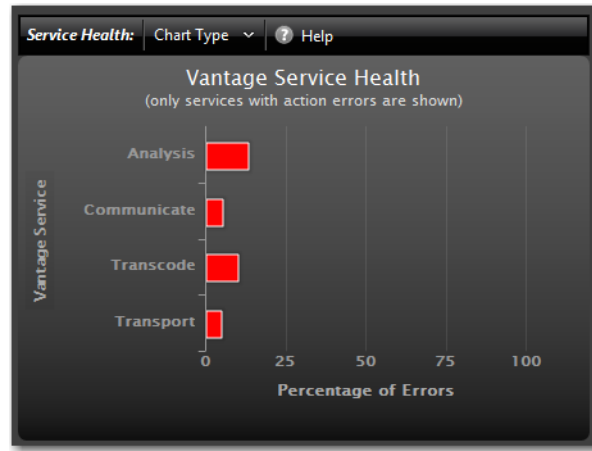 Service Health: Chart Type ? Help
Vantage Service Health
(only services with action errors are shown)
Vantage Service
Analysis
Communicate
Transcode
Transport
0 25 50 75 100
Percentage of Errors